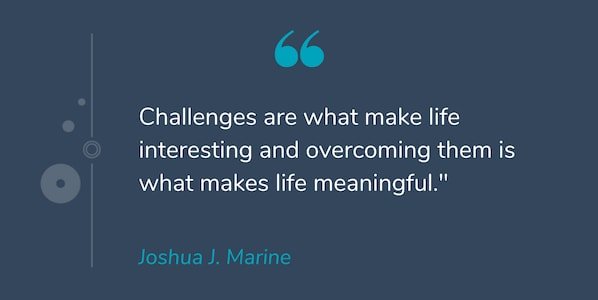 “
Challenges are what make life
interesting and overcoming them is
what makes life meaningful."
Joshua J. Marine